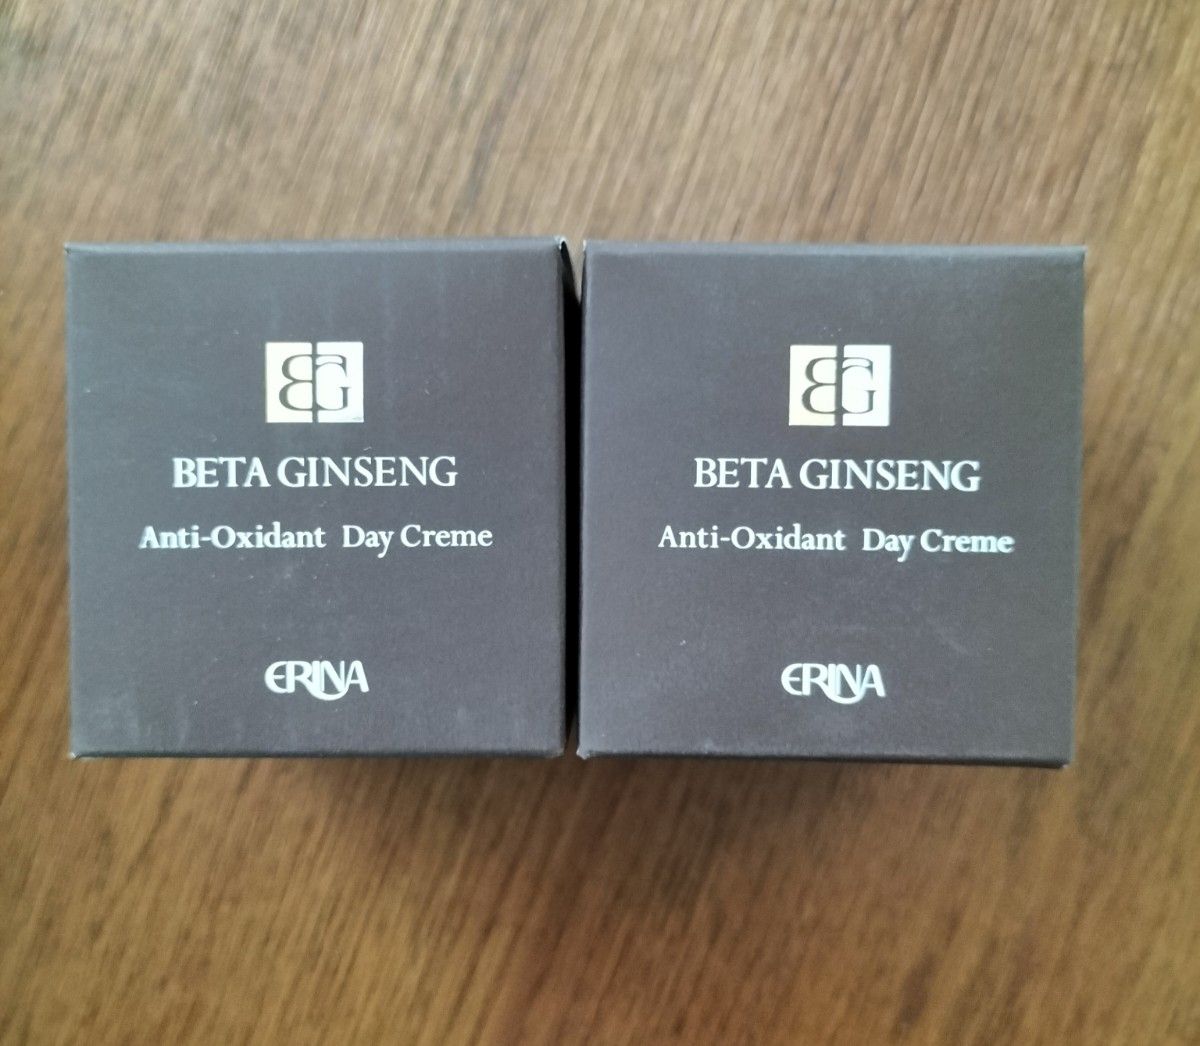 BG
BETA GINSENG
Anti-Oxidant Day Creme
ERINA
BG
BETA GINSENG
Anti-Oxidant Day Creme
ERINA